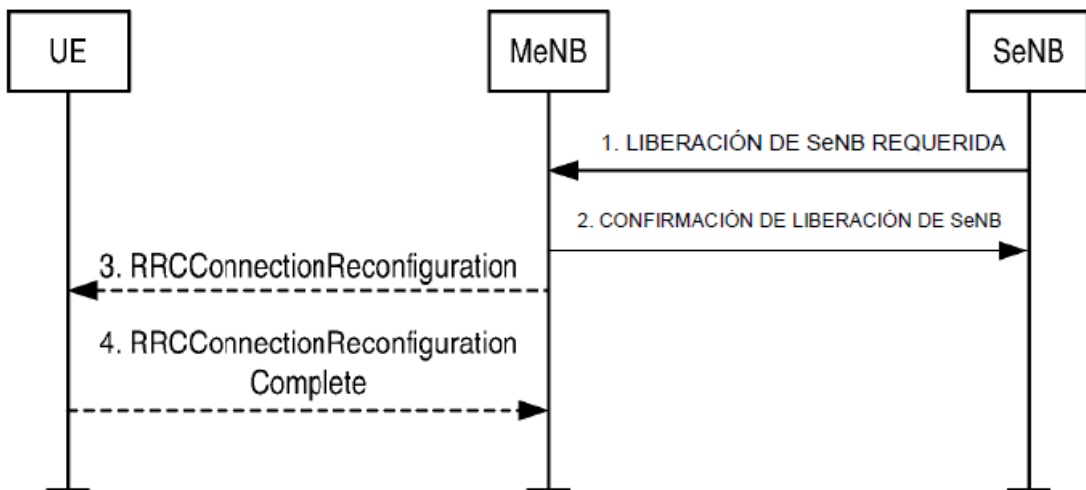 UE
MeNB
SeNB
1. LIBERACIÓN DE SeNB REQUERIDA
2. CONFIRMACIÓN DE LIBERACIÓN DE SeNB
3. RRCConnectionReconfiguration
4. RRCConnectionReconfiguration
Complete